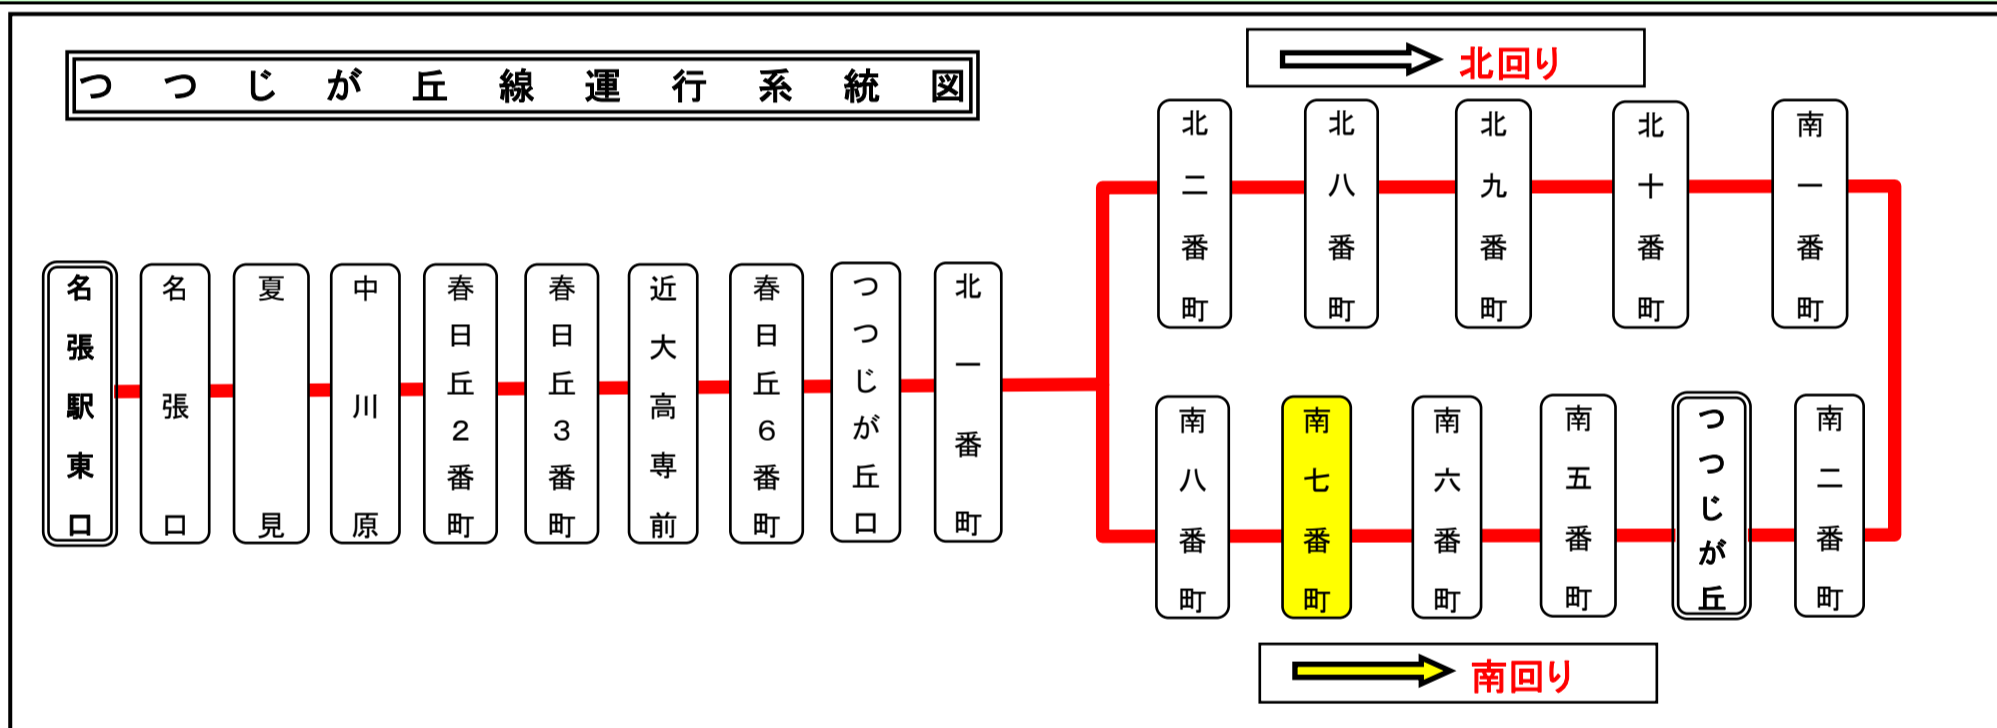 つつじが丘線運行系統図
北回り
北二番町
北八番町
北九番町
北十番町
南一番町
名張駅東口
名張口
夏見
中川原
春日丘2番町
春日丘3番町
近大高専前
春日丘6番町
つつじが丘口
北一番町
南八番町
南七番町
南六番町
南五番町
つつじが丘
南二番町
南回り